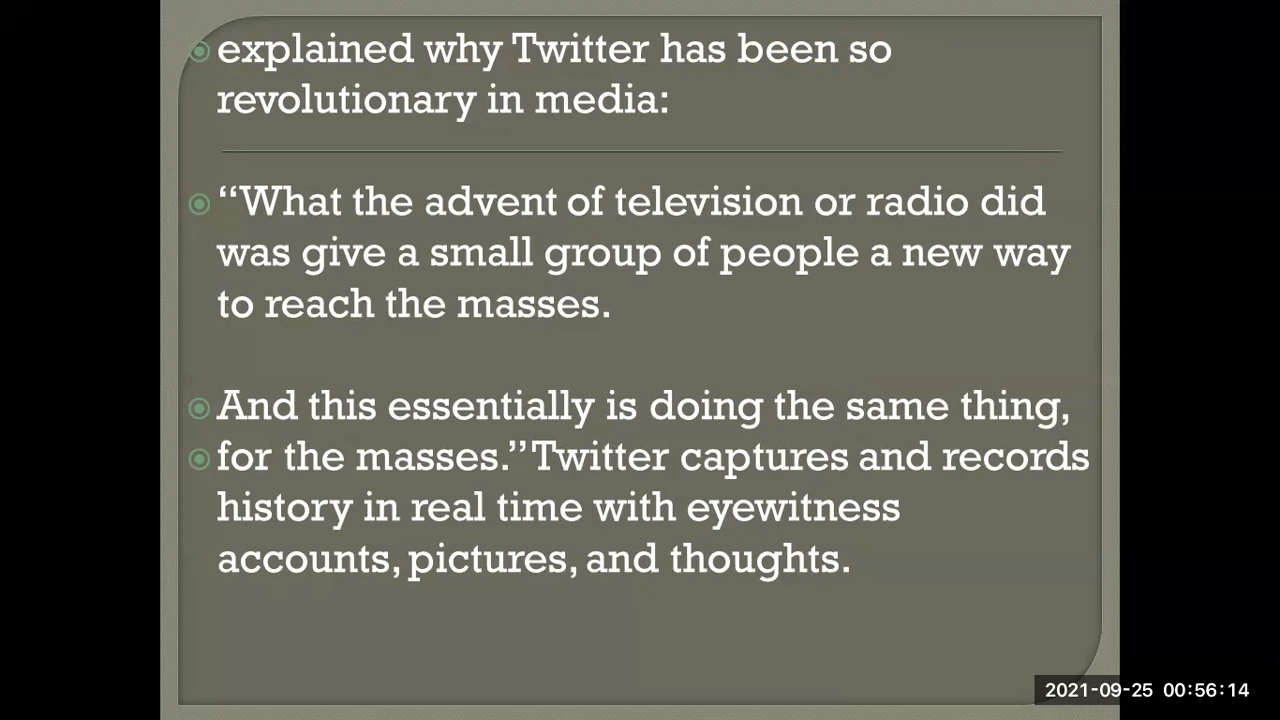 explained why Twitter has been so
revolutionary in media:
“What the advent of television or radio did
was give a small group of people a new way
to reach the masses.
And this essentially is doing the same thing,
for the masses.” Twitter captures and records
history in real time with eyewitness
accounts, pictures, and thoughts.
2021-09-25 00:56:14